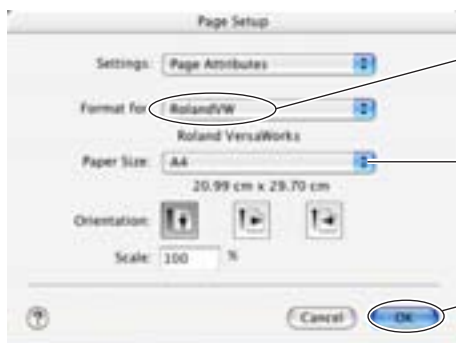 Page Setup
Settings: Page Attributes
Format for: RolandVW
Roland VersaWorks
Paper Size: A4
20.99 cm x 29.70 cm
Orientation:
Scale: 100 %
? Cancel OK